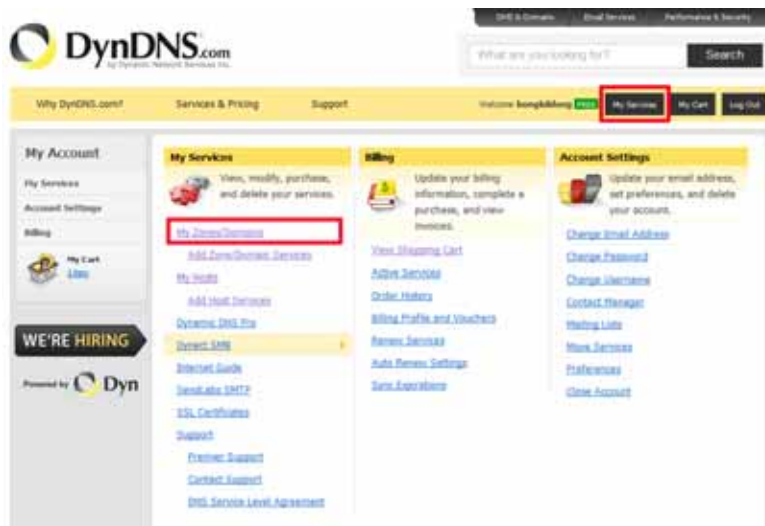 DNS & Domains
Email Services
Performance & Security
DynDNS.com
by Dynamic Network Services Inc.
What are you looking for?
Search
Why DynDNS.com?
Services & Pricing
Support
Welcome
FREE
My Services
My Cart
Log Out
My Account
My Services
Account Settings
Billing
My Cart
WE'RE HIRING
Powered by Dyn
My Services
View, modify, purchase,
and delete your services.
My Zones/Domains
Add Zone/Domain Services
My Hosts
Add Host Services
Dynamic DNS Pro
Dynect SMB
Internet Guide
SendLabs SMTP
SSL Certificates
Support
Premier Support
Contact Support
DNS Service Level Agreement
Billing
Update your billing
information, complete a
purchase, and view
invoices.
View Shopping Cart
Active Services
Order History
Billing Profile and Vouchers
Renew Services
Auto Renew Settings
Sync Expirations
Account Settings
Update your email address,
set preferences, and delete
your account.
Change Email Address
Change Password
Change Username
Contact Manager
Mailing Lists
Move Services
Preferences
Close Account